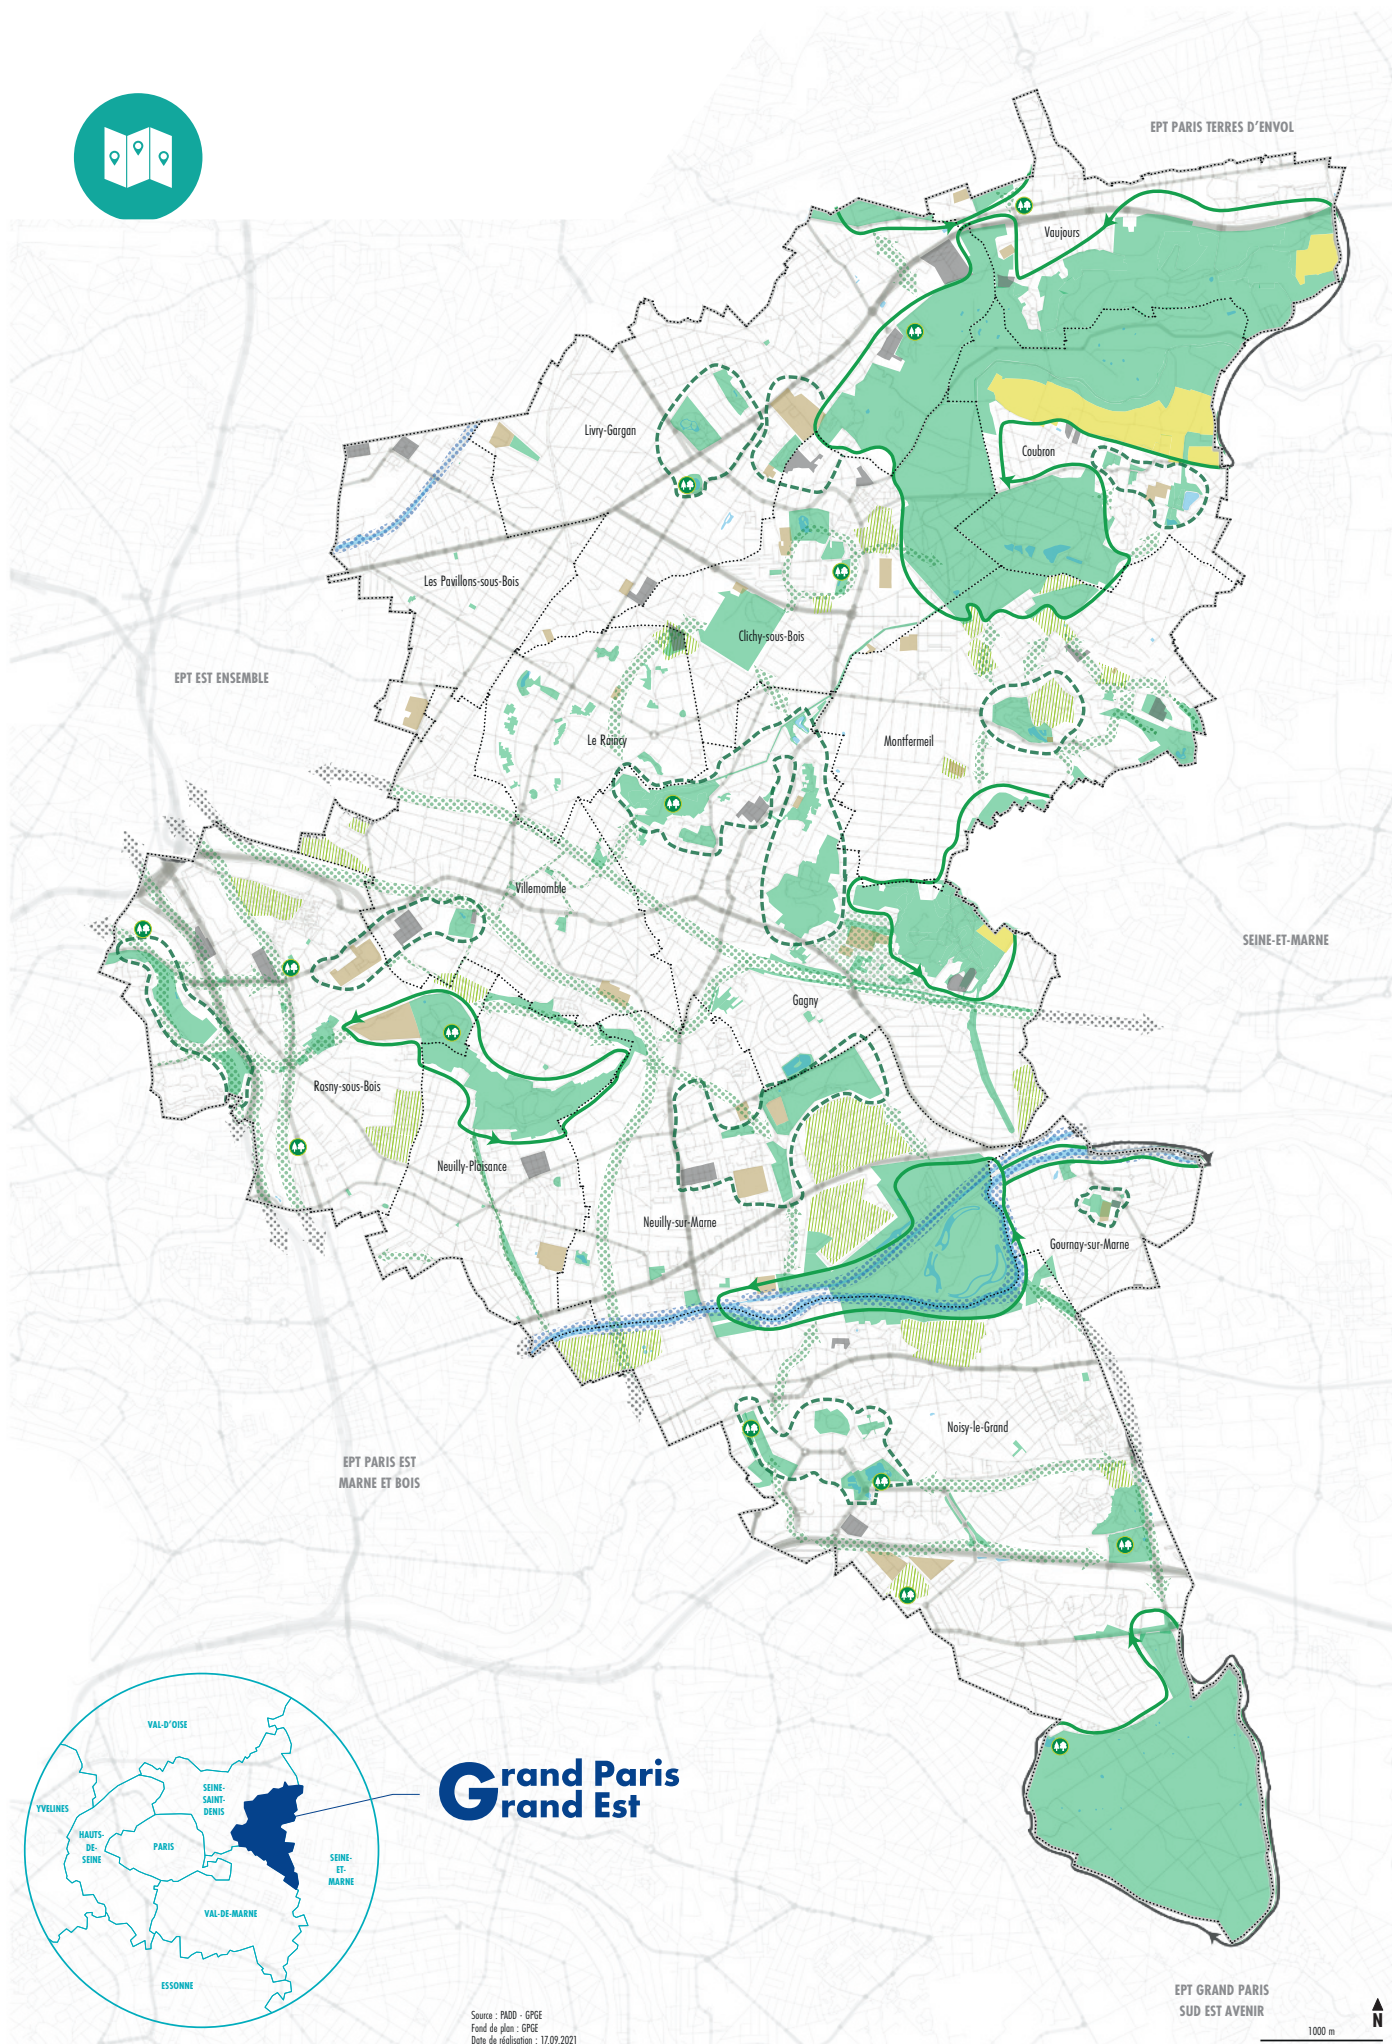 EPT PARIS TERRES D'ENVOL
Vaujours
Livry-Gargan
Coubron
Les Pavillons-sous-Bois
Clichy-sous-Bois
EPT EST ENSEMBLE
Le Raincy
Montfermeil
Villemomble
SEINE-ET-MARNE
Gagny
Rosny-sous-Bois
Neuilly-Plaisance
Neuilly-sur-Marne
Gournay-sur-Marne
Noisy-le-Grand
EPT PARIS EST
MARNE ET BOIS
VAL-D'OISE
YVELINES
SEINE-
SAINT-
DENIS
HAUTS-
DE-
SEINE
PARIS
SEINE-
ET-
MARNE
VAL-DE-MARNE
ESSONNE
Grand Paris
Grand Est
EPT GRAND PARIS
SUD EST AVENIR
Source : PADD - GPGE
Fond de plan : GPGE
Date de réalisation : 17.09.2021
1000 m
N